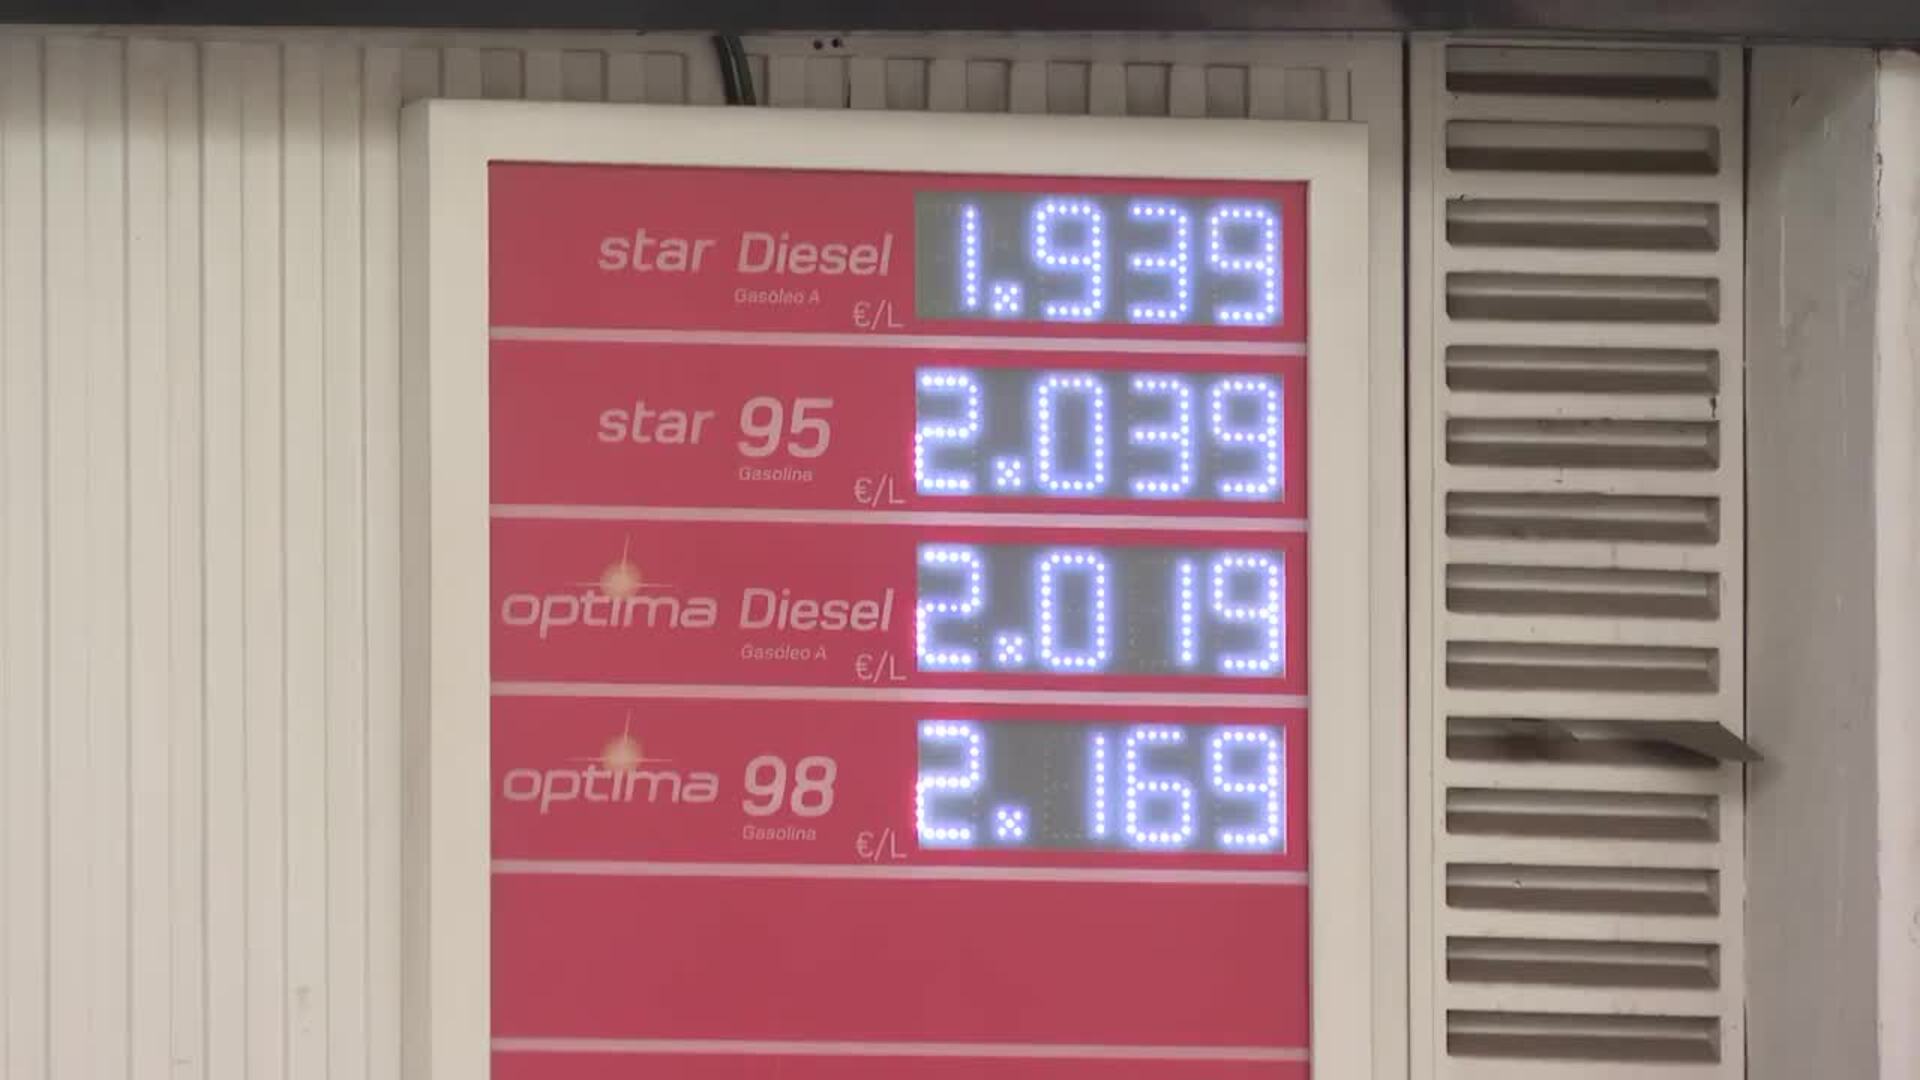 star Diesel 1.939
Gasóleo A
€/L
star 95 2.039
Gasolina
€/L
optima Diesel 2.019
Gasóleo A
€/L
optima 98 2.169
Gasolina
€/L